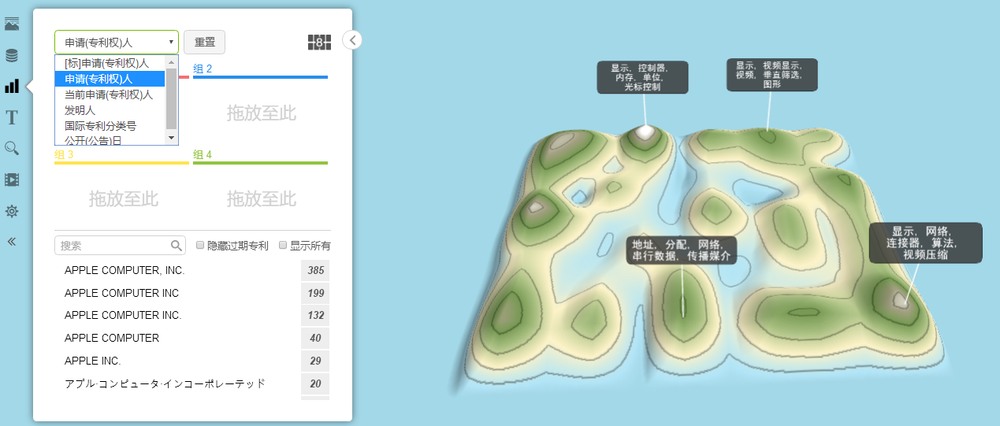 申请(专利权)人
重置
8
[标]申请(专利权)人
申请(专利权)人
当前申请(专利权)人
发明人
国际专利分类号
公开(公告)日
组 2
拖放至此
组 3
组 4
拖放至此
拖放至此
搜索
隐藏过期专利
显示所有
APPLE COMPUTER, INC.
385
APPLE COMPUTER INC
199
APPLE COMPUTER INC.
132
APPLE COMPUTER
40
APPLE INC.
29
アプル·コンピュータ·インコーポレーテッド
20
T
显示, 控制器,
内存, 单位,
光标控制
显示, 视频显示,
视频, 垂直筛选,
图形
地址, 分配, 网络,
串行数据, 传播媒介
显示, 网络,
连接器, 算法,
视频压缩